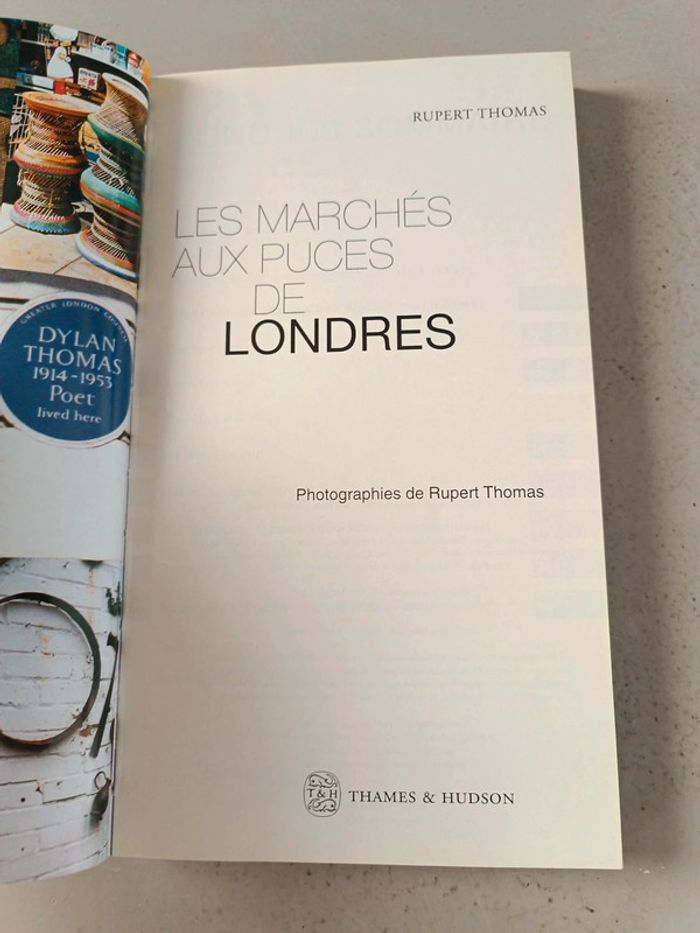 GREATER LONDON COUNCIL
DYLAN
THOMAS
1914-1953
Poet
lived here
RUPERT THOMAS
LES MARCHÉS
AUX PUCES
DE
LONDRES
Photographies de Rupert Thomas
T&H
THAMES & HUDSON